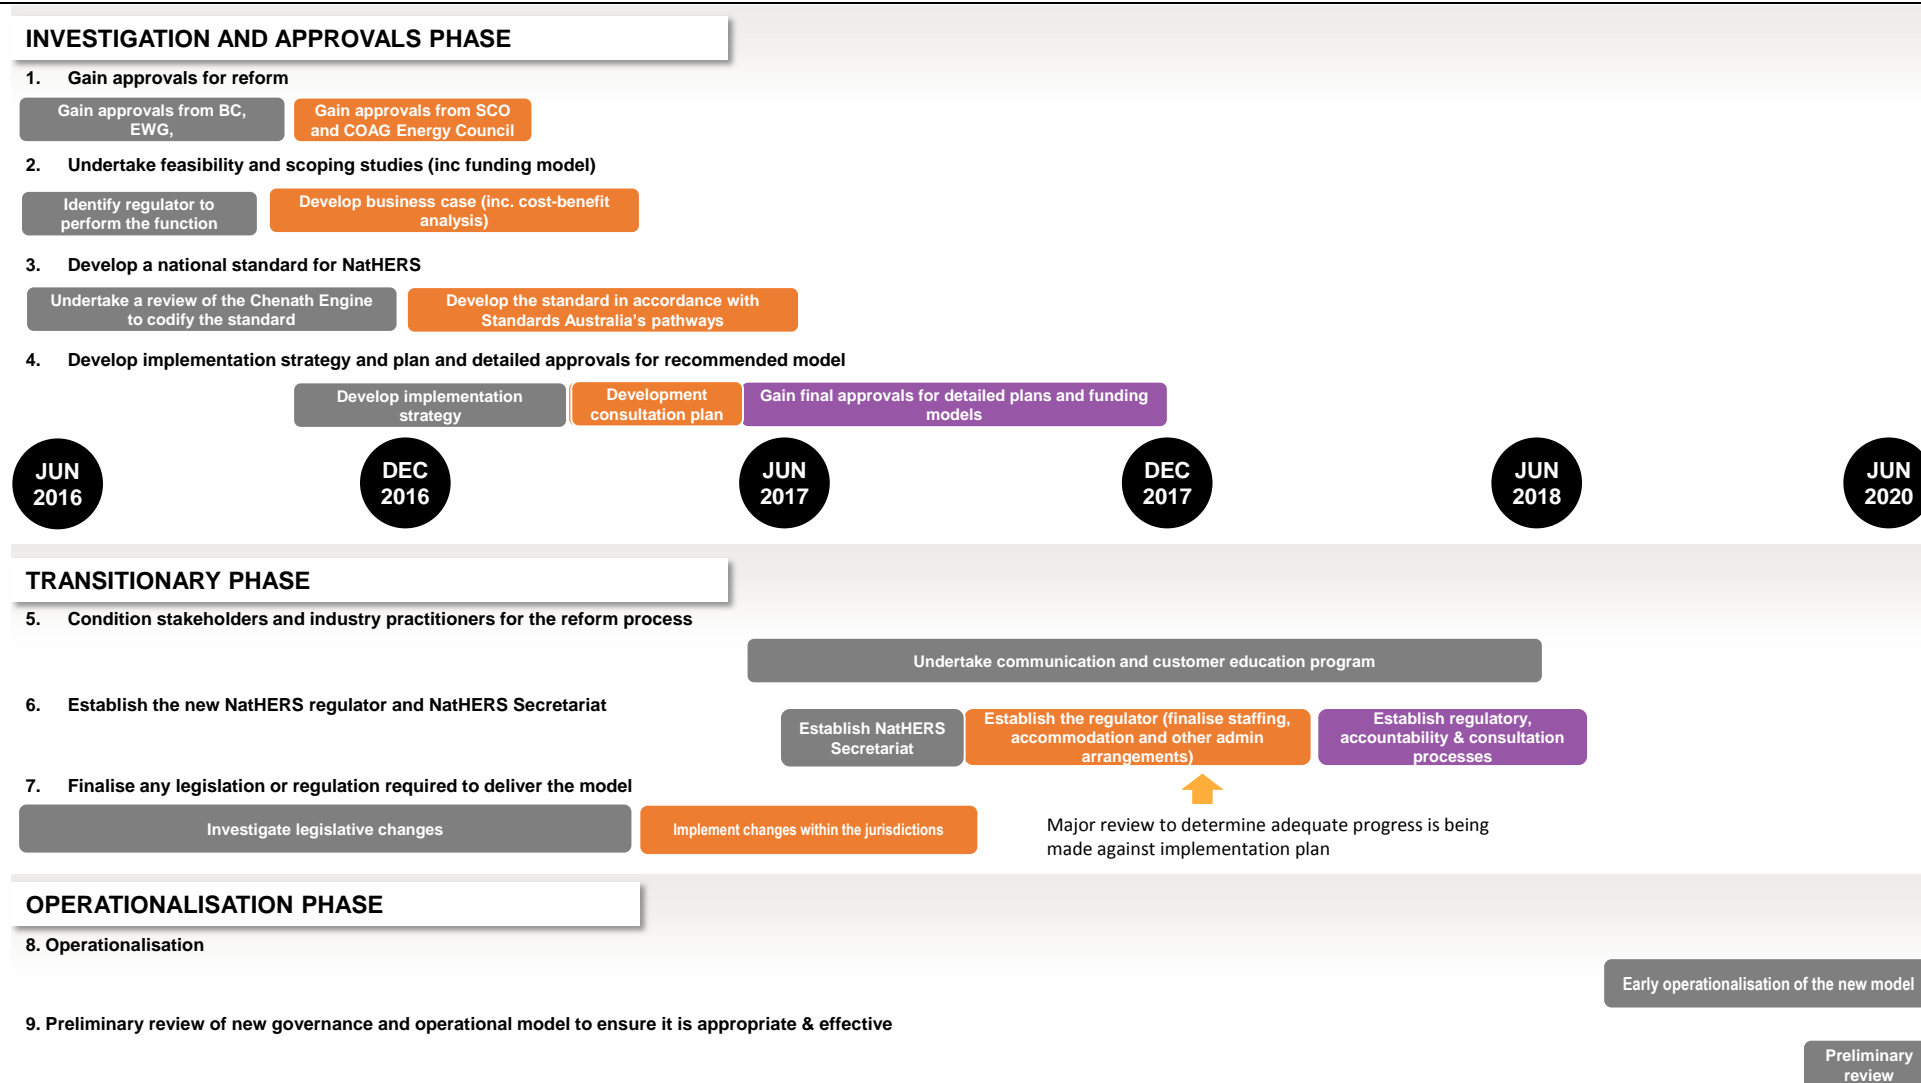 INVESTIGATION AND APPROVALS PHASE
1. Gain approvals for reform
Gain approvals from BC,
EWG,
Gain approvals from SCO
and COAG Energy Council
2. Undertake feasibility and scoping studies (inc funding model)
Identify regulator to
perform the function
Develop business case (inc. cost-benefit
analysis)
3. Develop a national standard for NatHERS
Undertake a review of the Chenath Engine
to codify the standard
Develop the standard in accordance with
Standards Australia's pathways
4. Develop implementation strategy and plan and detailed approvals for recommended model
Develop implementation
strategy
Development
consultation plan
Gain final approvals for detailed plans and funding
models
JUN
2016
DEC
2016
JUN
2017
DEC
2017
JUN
2018
JUN
2020
TRANSITIONARY PHASE
5. Condition stakeholders and industry practitioners for the reform process
Undertake communication and customer education program
6. Establish the new NatHERS regulator and NatHERS Secretariat
Establish NatHERS
Secretariat
Establish the regulator (finalise staffing,
accommodation and other admin
arrangements)
Establish regulatory,
accountability & consultation
processes
7. Finalise any legislation or regulation required to deliver the model
Investigate legislative changes
Implement changes within the jurisdictions
Major review to determine adequate progress is being
made against implementation plan
OPERATIONALISATION PHASE
8. Operationalisation
Early operationalisation of the new model
9. Preliminary review of new governance and operational model to ensure it is appropriate & effective
Preliminary
review